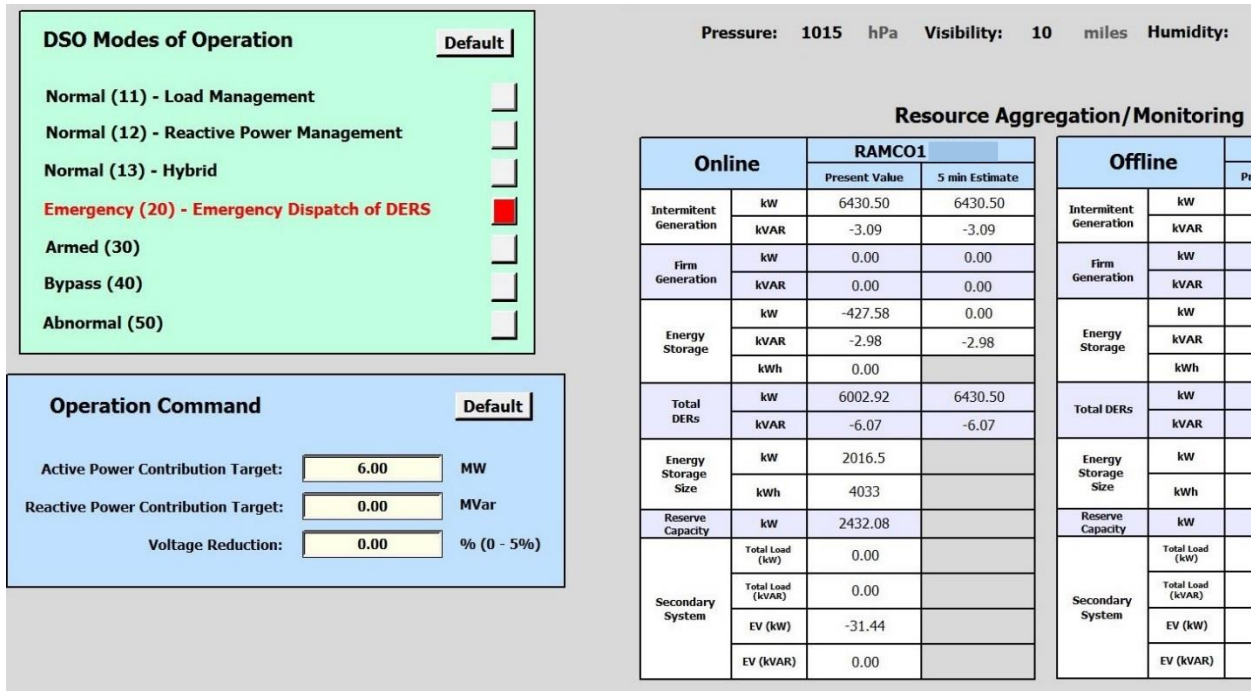 DSO Modes of Operation
Default
Normal (11) - Load Management
Normal (12) - Reactive Power Management
Normal (13) - Hybrid
Emergency (20) - Emergency Dispatch of DERS
Armed (30)
Bypass (40)
Abnormal (50)
Operation Command
Default
Active Power Contribution Target: 6.00 MW
Reactive Power Contribution Target: 0.00 MVar
Voltage Reduction: 0.00 % (0 - 5%)
Pressure: 1015 hPa Visibility: 10 miles Humidity:
Resource Aggregation/Monitoring
Online RAMCO1
Present Value 5 min Estimate
Intermitent Generation
kW 6430.50 6430.50
kVAR -3.09 -3.09
Firm Generation
kW 0.00 0.00
kVAR 0.00 0.00
Energy Storage
kW -427.58 0.00
kVAR -2.98 -2.98
kWh 0.00
Total DERs
kW 6002.92 6430.50
kVAR -6.07 -6.07
Energy Storage Size
kW 2016.5
kWh 4033
Reserve Capacity
kW 2432.08
Secondary System
Total Load (kW) 0.00
Total Load (kVAR) 0.00
EV (kW) -31.44
EV (kVAR) 0.00
Offline
Intermitent Generation
kW
kVAR
Firm Generation
kW
kVAR
Energy Storage
kW
kVAR
kWh
Total DERs
kW
kVAR
Energy Storage Size
kW
kWh
Reserve Capacity
kW
Secondary System
Total Load (kW)
Total Load (kVAR)
EV (kW)
EV (kVAR)